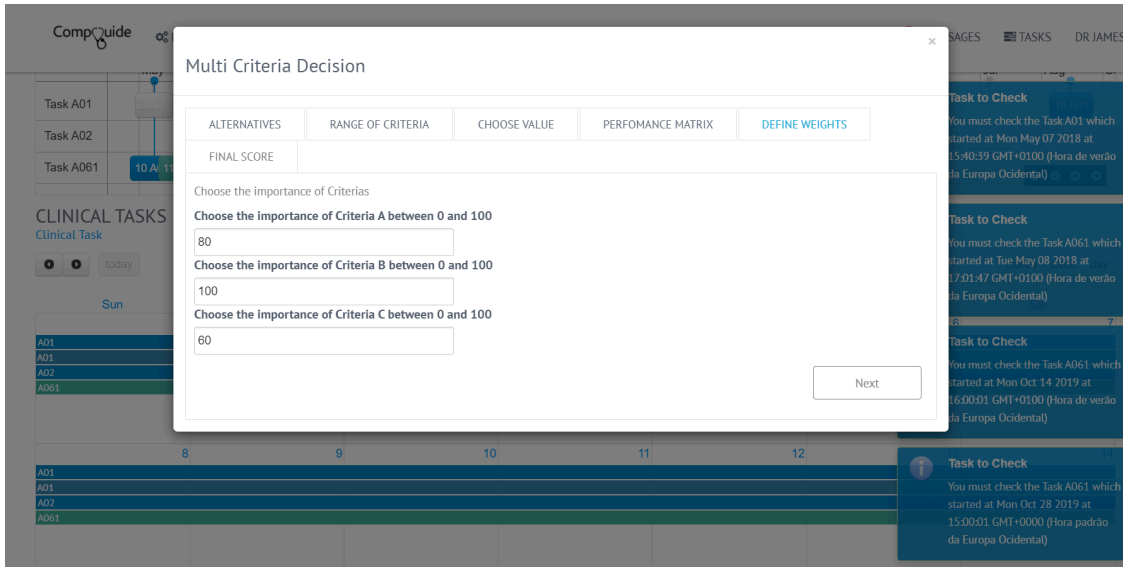 CompGuide
SAGES
TASKS
DR JAMES
×
Multi Criteria Decision
ALTERNATIVES
RANGE OF CRITERIA
CHOOSE VALUE
PERFOMANCE MATRIX
DEFINE WEIGHTS
FINAL SCORE
Choose the importance of Criterias
Choose the importance of Criteria A between 0 and 100
80
Choose the importance of Criteria B between 0 and 100
100
Choose the importance of Criteria C between 0 and 100
60
Next
Task A01
Task A02
Task A061
10 A
11
CLINICAL TASKS
Clinical Task
today
Sun
A01
A01
A02
A061
8
9
10
11
12
A01
A01
A02
A061
Task to Check
You must check the Task A01 which
started at Mon May 07 2018 at
15:40:39 GMT+0100 (Hora de verão
da Europa Ocidental)
Task to Check
You must check the Task A061 which
started at Tue May 08 2018 at
17:01:47 GMT+0100 (Hora de verão
da Europa Ocidental)
6
7
Task to Check
You must check the Task A061 which
started at Mon Oct 14 2019 at
16:00:01 GMT+0100 (Hora de verão
da Europa Ocidental)
14
Task to Check
You must check the Task A061 which
started at Mon Oct 28 2019 at
15:00:01 GMT+0000 (Hora padrão
da Europa Ocidental)